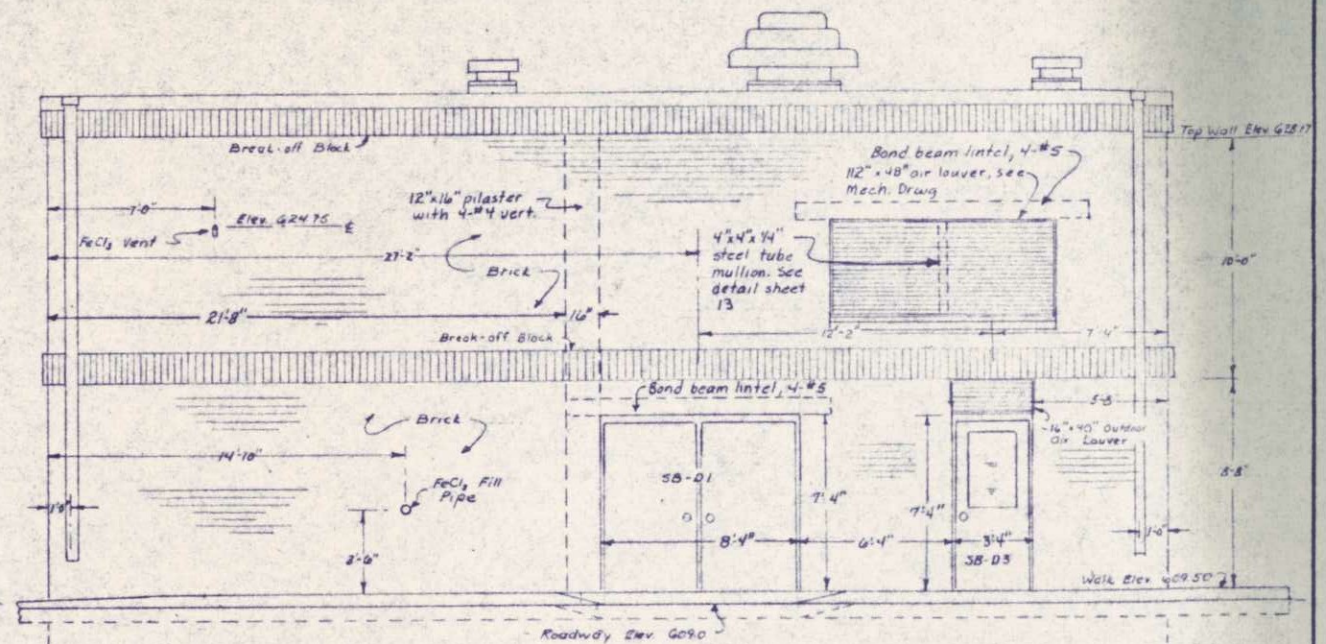 Top Wall Elev. 628.17
Break-off Block
Bond beam lintel, 4-#5
112" x 48" air louver, see
Mech. Drwg
12"x16" pilaster
with 4-#4 vert.
7'-0"
Elev. 624.75
FeCl₃ Vent
4"x4"x1/4"
steel tube
mullion. See
detail sheet
13
27'-2"
Brick
10'-0"
21'-8"
16"
12'-2"
7'-4"
Break-off Block
Bond beam lintel, 4-#5
5'-8"
16"x40" Outdoor
Air Louver
Brick
14'-10"
8'-8"
SB-D1
FeCl₃ Fill
Pipe
7'-4"
7'-4"
1'-0"
8'-4"
6'-4"
3'-4"
1'-0"
SB-D3
Walk Elev. 609.50
Roadway Elev. 609.0